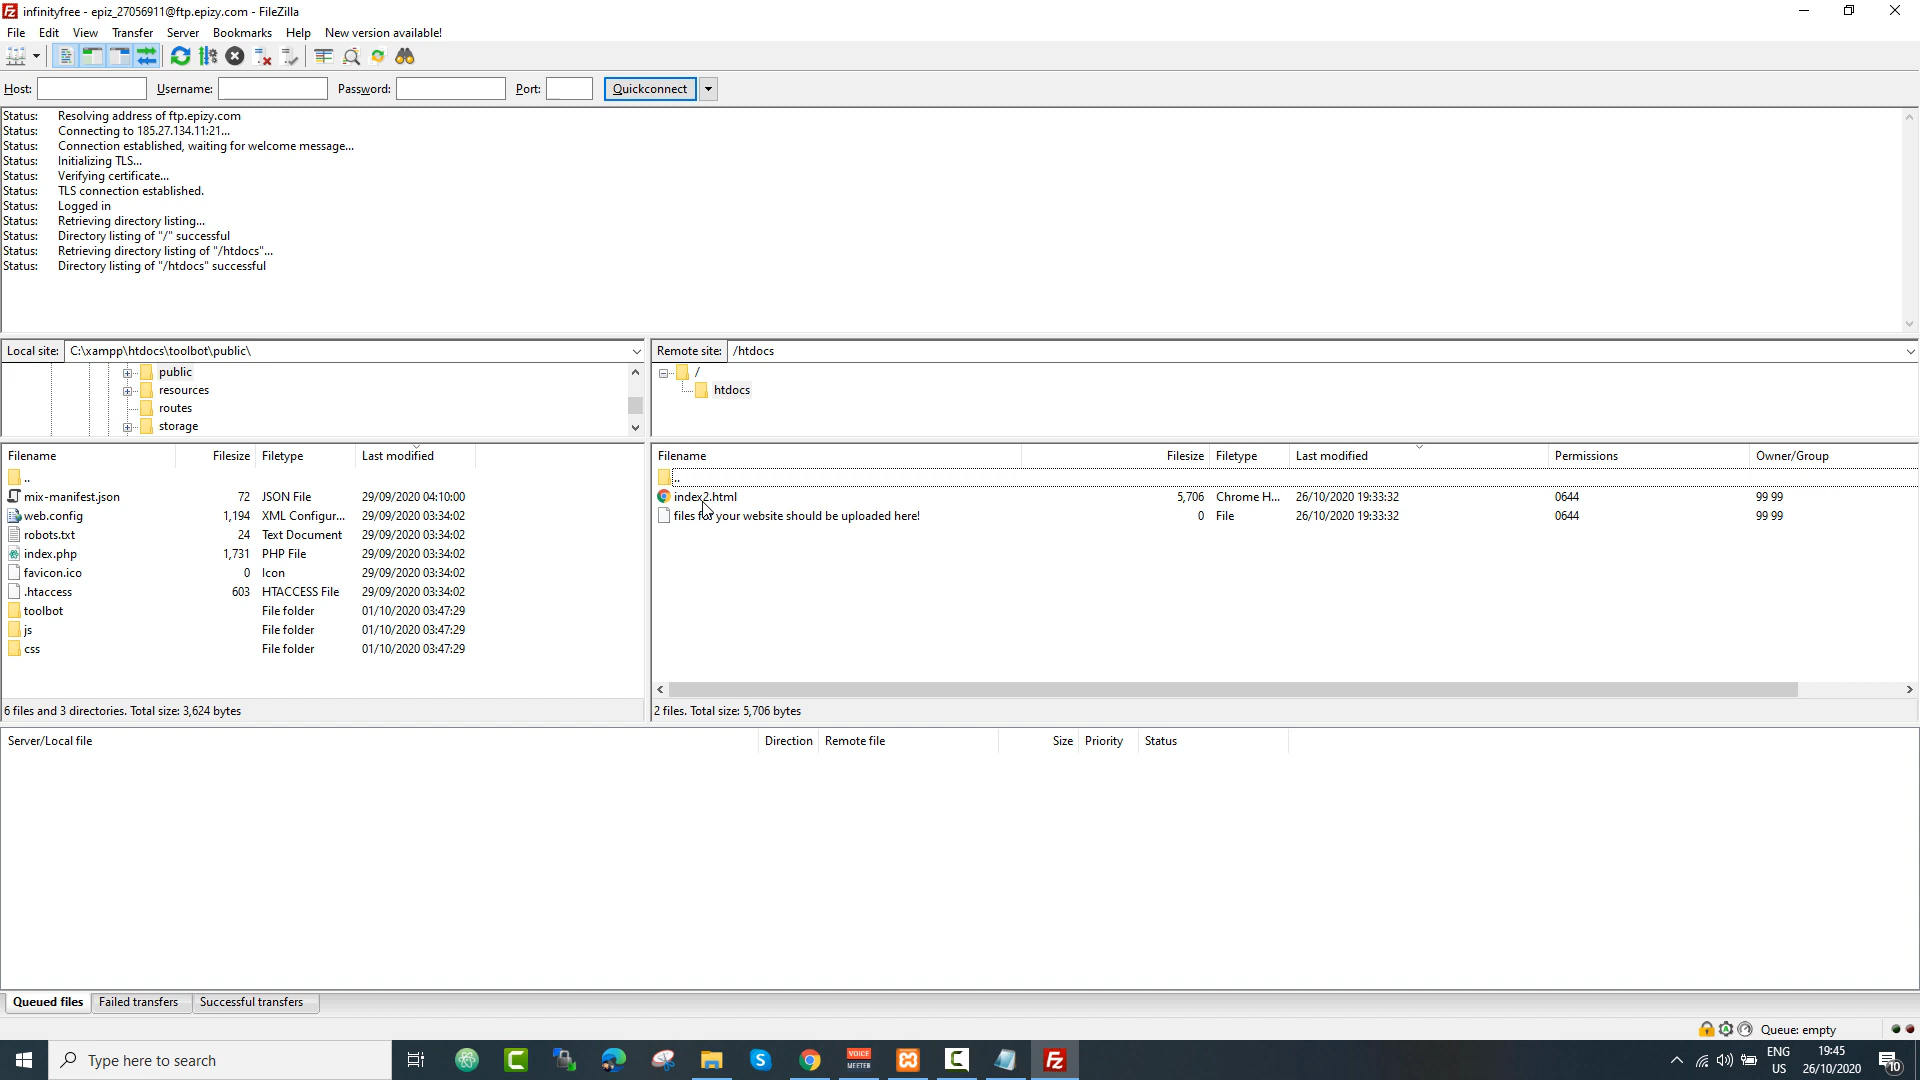 infinityfree - epiz_27056911@ftp.epizy.com - FileZilla
File Edit View Transfer Server Bookmarks Help New version available!
Host: Username: Password: Port: Quickconnect
Status: Resolving address of ftp.epizy.com
Status: Connecting to 185.27.134.11:21...
Status: Connection established, waiting for welcome message...
Status: Initializing TLS...
Status: Verifying certificate...
Status: TLS connection established.
Status: Logged in
Status: Retrieving directory listing...
Status: Directory listing of "/" successful
Status: Retrieving directory listing of "/htdocs"...
Status: Directory listing of "/htdocs" successful
Local site: C:\xampp\htdocs\toolbot\public\
public
resources
routes
storage
Filename Filesize Filetype Last modified
..
mix-manifest.json 72 JSON File 29/09/2020 04:10:00
web.config 1,194 XML Configur... 29/09/2020 03:34:02
robots.txt 24 Text Document 29/09/2020 03:34:02
index.php 1,731 PHP File 29/09/2020 03:34:02
favicon.ico 0 Icon 29/09/2020 03:34:02
.htaccess 603 HTACCESS File 29/09/2020 03:34:02
toolbot File folder 01/10/2020 03:47:29
js File folder 01/10/2020 03:47:29
css File folder 01/10/2020 03:47:29
6 files and 3 directories. Total size: 3,624 bytes
Remote site: /htdocs
/
htdocs
Filename Filesize Filetype Last modified Permissions Owner/Group
..
index2.html 5,706 Chrome H... 26/10/2020 19:33:32 0644 99 99
files for your website should be uploaded here! 0 File 26/10/2020 19:33:32 0644 99 99
2 files. Total size: 5,706 bytes
Server/Local file Direction Remote file Size Priority Status
Queued files Failed transfers Successful transfers
Queue: empty
Type here to search
VOICE
MEETER
ENG
US
19:45
26/10/2020
10